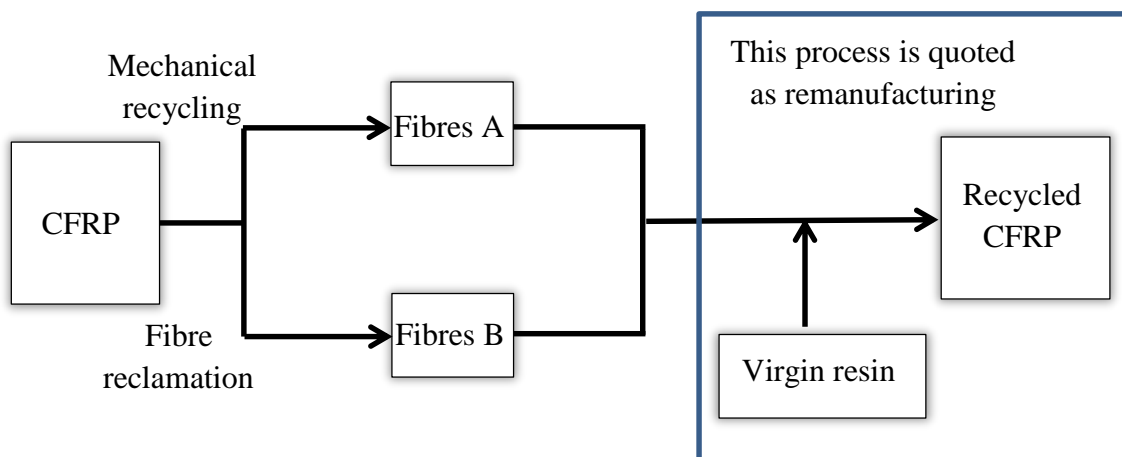 Mechanical
recycling
Fibres A
CFRP
Fibre
reclamation
Fibres B
This process is quoted
as remanufacturing
Recycled
CFRP
Virgin resin